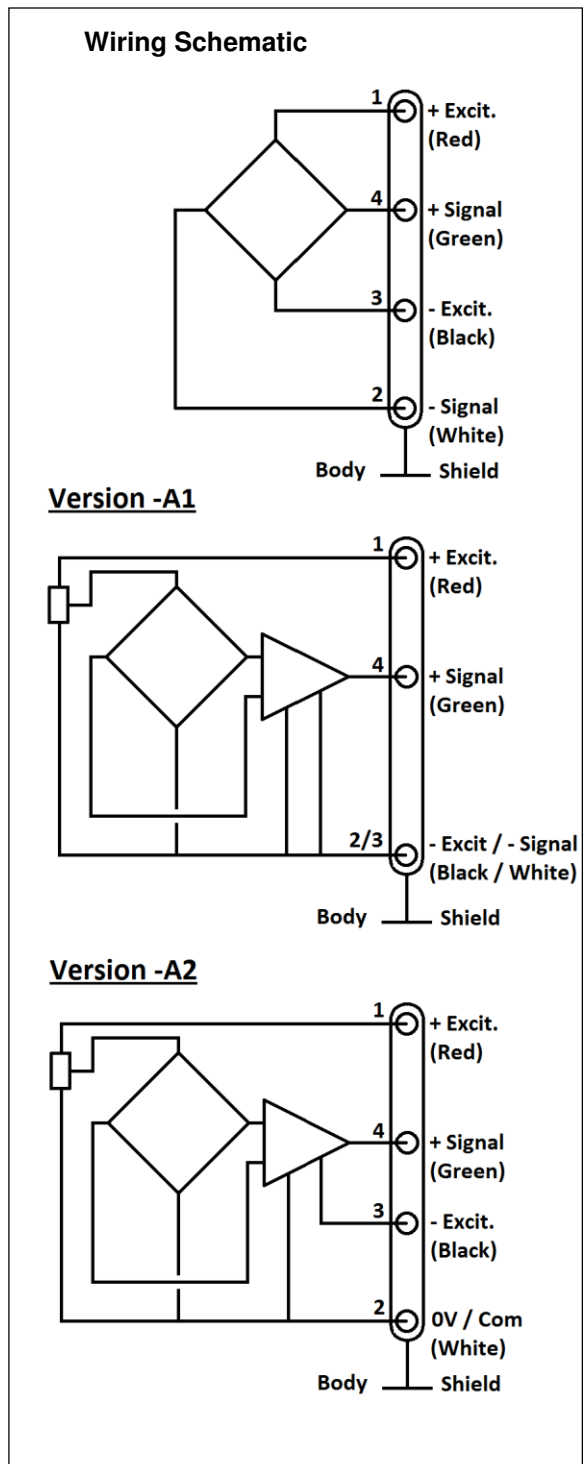 Wiring Schematic
1
+ Excit.
(Red)
4
+ Signal
(Green)
3
- Excit.
(Black)
2
- Signal
(White)
Body
Shield
Version -A1
1
+ Excit.
(Red)
4
+ Signal
(Green)
2/3
- Excit / - Signal
(Black / White)
Body
Shield
Version -A2
1
+ Excit.
(Red)
4
+ Signal
(Green)
3
- Excit.
(Black)
2
0V / Com
(White)
Body
Shield